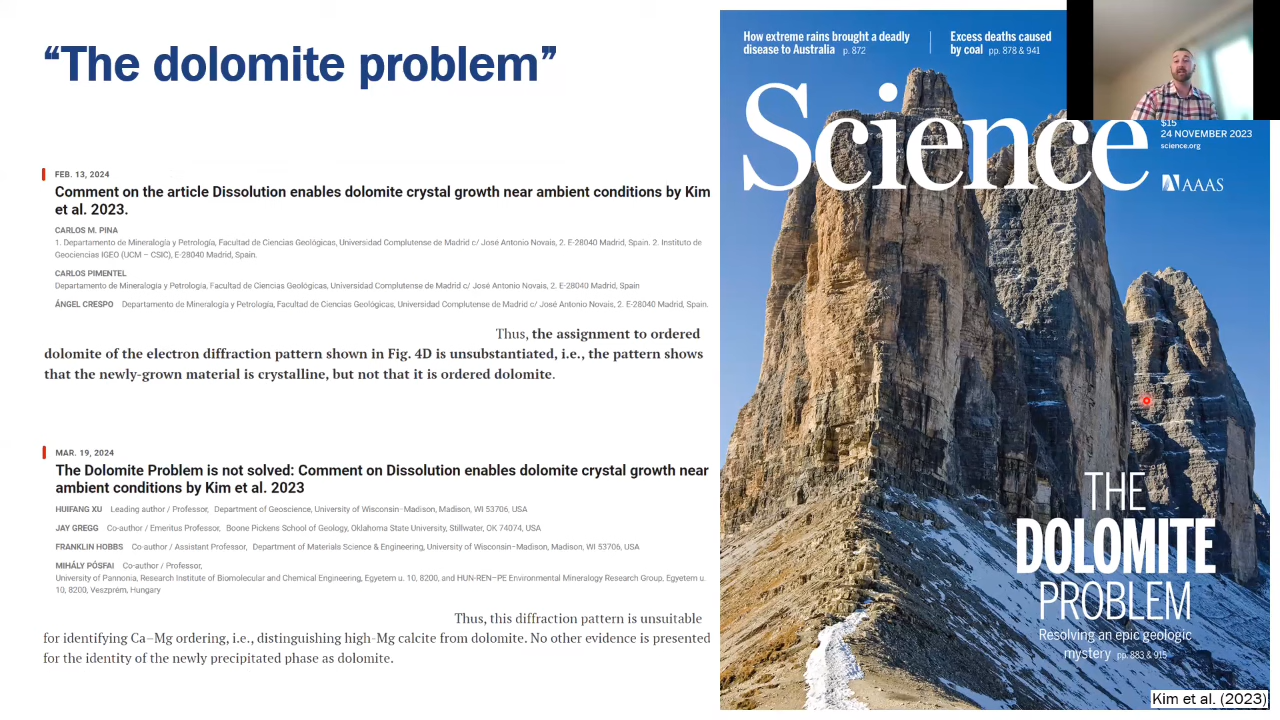 “The dolomite problem”
FEB. 13, 2024
Comment on the article Dissolution enables dolomite crystal growth near ambient conditions by Kim
et al. 2023.
CARLOS M. PINA
1. Departamento de Mineralogía y Petrología, Facultad de Ciencias Geológicas, Universidad Complutense de Madrid c/ José Antonio Novais, 2. E-28040 Madrid, Spain. 2. Instituto de
Geociencias IGEO (UCM – CSIC), E-28040 Madrid, Spain.
CARLOS PIMENTEL
Departamento de Mineralogía y Petrología, Facultad de Ciencias Geológicas, Universidad Complutense de Madrid c/ José Antonio Novais, 2. E-28040 Madrid, Spain
ÁNGEL CRESPO Departamento de Mineralogía y Petrología, Facultad de Ciencias Geológicas, Universidad Complutense de Madrid c/ José Antonio Novais, 2. E-28040 Madrid, Spain.
Thus, the assignment to ordered
dolomite of the electron diffraction pattern shown in Fig. 4D is unsubstantiated, i.e., the pattern shows
that the newly-grown material is crystalline, but not that it is ordered dolomite.
MAR. 19, 2024
The Dolomite Problem is not solved: Comment on Dissolution enables dolomite crystal growth near
ambient conditions by Kim et al. 2023
HUIFANG XU Leading author / Professor, Department of Geoscience, University of Wisconsin–Madison, Madison, WI 53706, USA
JAY GREGG Co-author / Emeritus Professor, Boone Pickens School of Geology, Oklahoma State University, Stillwater, OK 74074, USA
FRANKLIN HOBBS Co-author / Assistant Professor, Department of Materials Science & Engineering, University of Wisconsin–Madison, Madison, WI 53706, USA
MIHÁLY PÓSFAI Co-author / Professor,
University of Pannonia, Research Institute of Biomolecular and Chemical Engineering, Egyetem u. 10, 8200, and HUN-REN–PE Environmental Mineralogy Research Group. Egyetem u.
10, 8200, Veszprém, Hungary
Thus, this diffraction pattern is unsuitable
for identifying Ca–Mg ordering, i.e., distinguishing high-Mg calcite from dolomite. No other evidence is presented
for the identity of the newly precipitated phase as dolomite.
How extreme rains brought a deadly
disease to Australia p. 872
Excess deaths caused
by coal pp. 878 & 941
Science
$15
24 NOVEMBER 2023
science.org
AAAS
THE
DOLOMITE
PROBLEM
Resolving an epic geologic
mystery pp. 883 & 915
Kim et al. (2023)